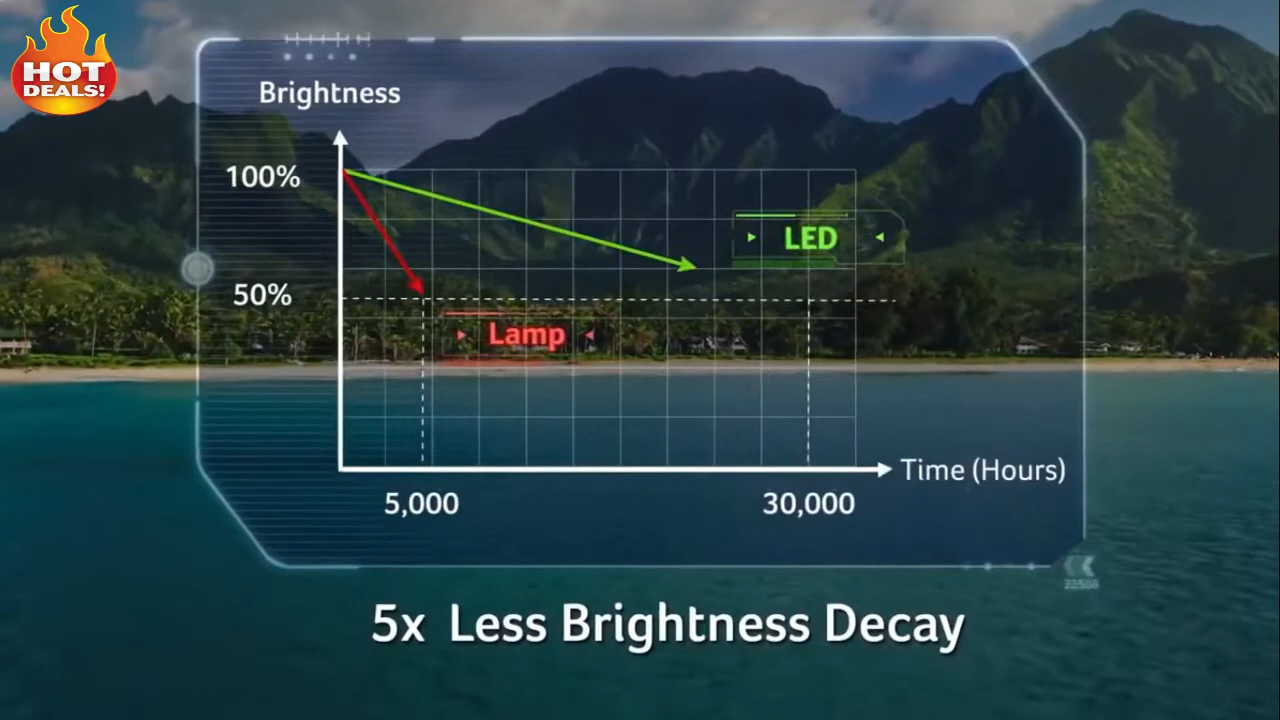 HOT
DEALS!
Brightness
100%
LED
50%
Lamp
Time (Hours)
5,000 30,000
5x Less Brightness Decay